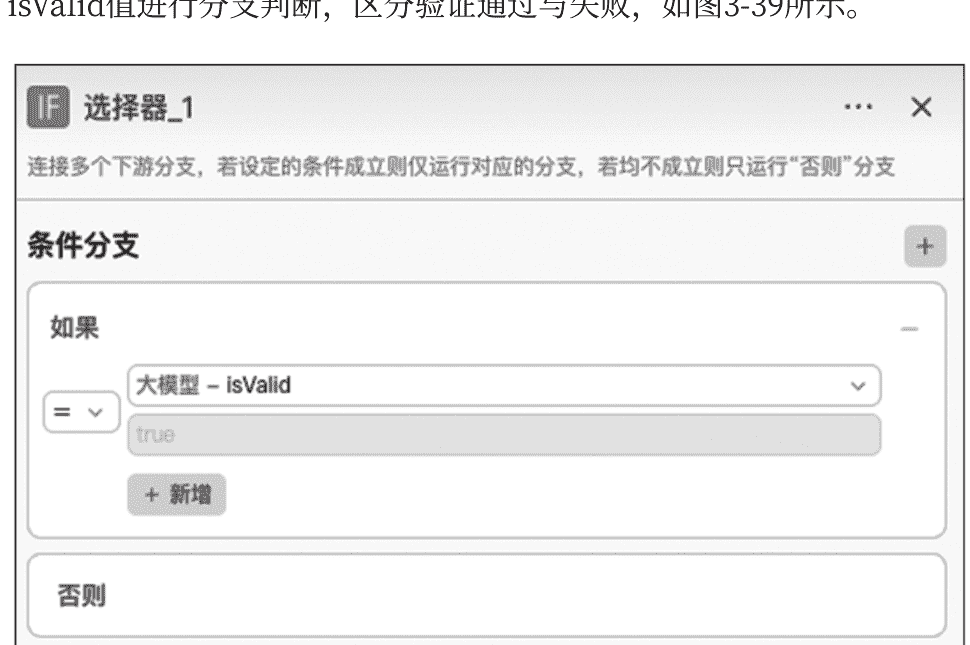 isValid值进行分支判断，区分验证通过与失败，如图3-39所示。
IF 选择器_1 ··· ×
连接多个下游分支，若设定的条件成立则仅运行对应的分支，若均不成立则只运行“否则”分支
条件分支 +
如果 –
大模型 – isValid
=
true
+ 新增
否则